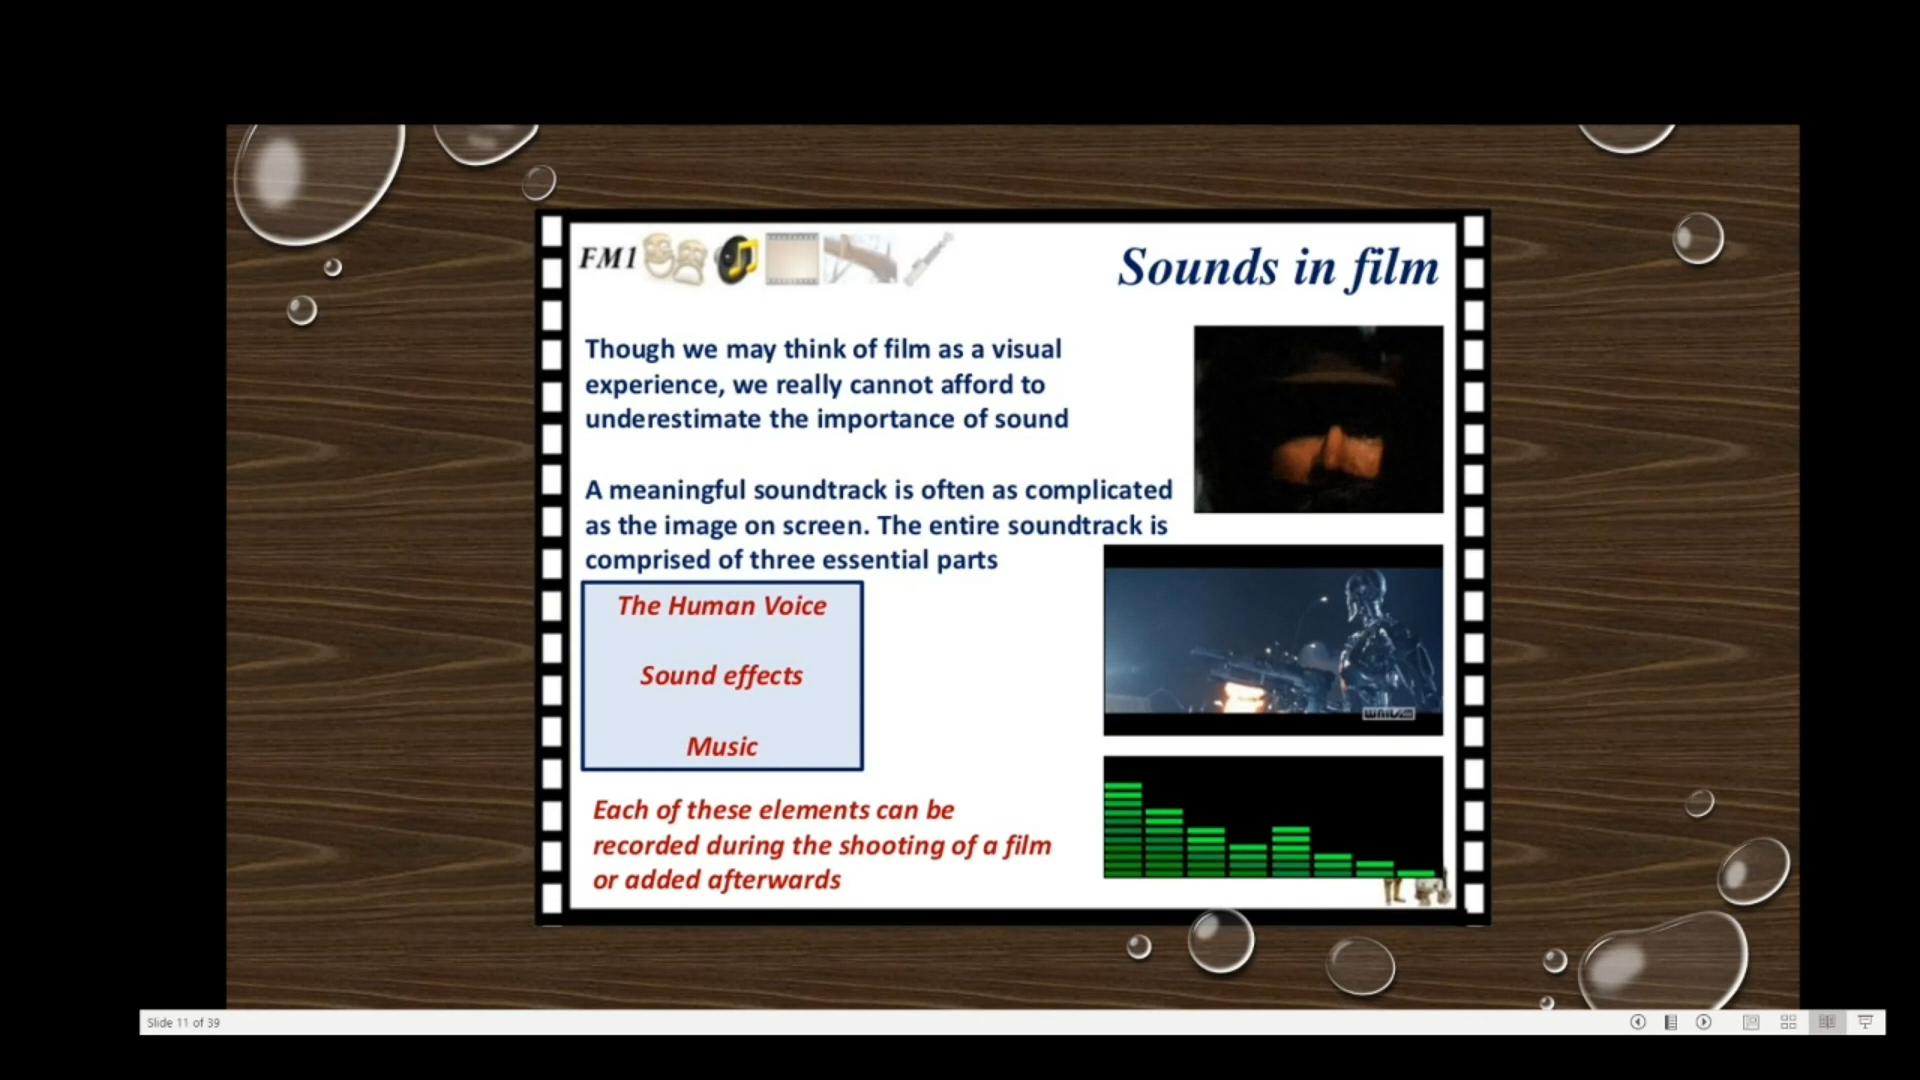 FM1
Sounds in film
Though we may think of film as a visual
experience, we really cannot afford to
underestimate the importance of sound
A meaningful soundtrack is often as complicated
as the image on screen. The entire soundtrack is
comprised of three essential parts
The Human Voice
Sound effects
Music
Each of these elements can be
recorded during the shooting of a film
or added afterwards
Slide 11 of 39